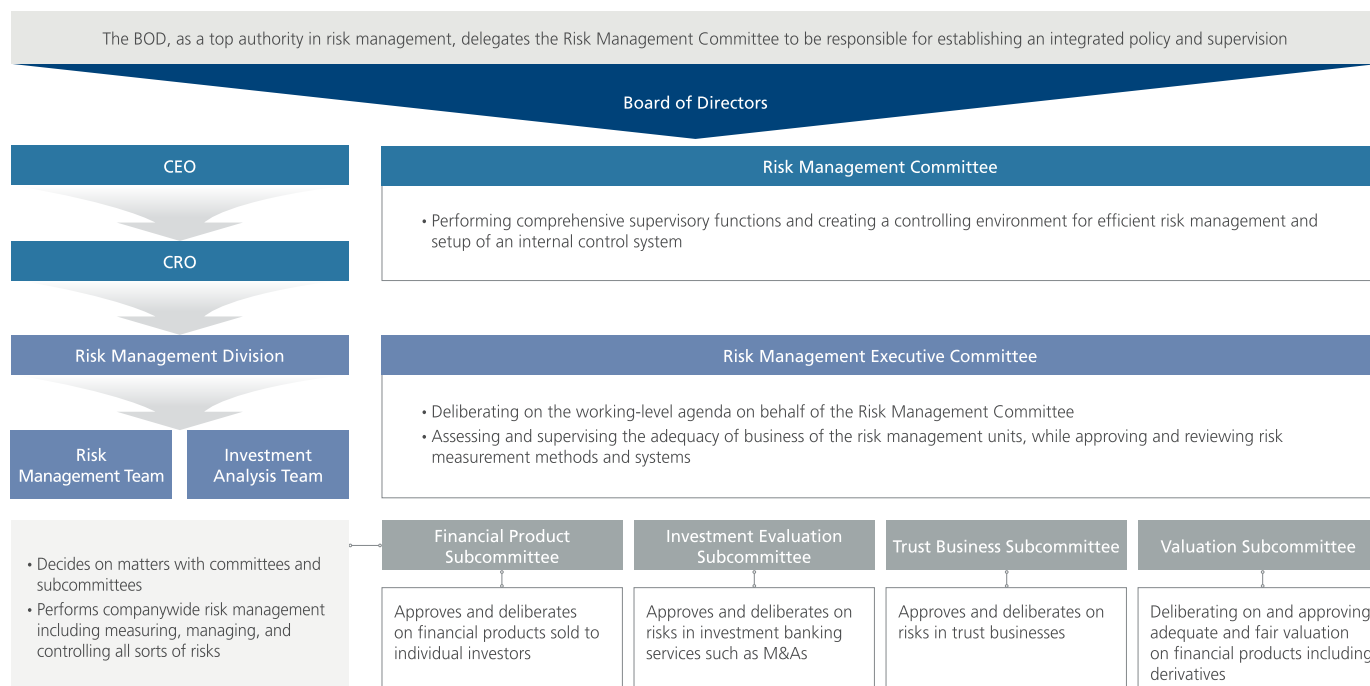 The BOD, as a top authority in risk management, delegates the Risk Management Committee to be responsible for establishing an integrated policy and supervision
Board of Directors
CEO
CRO
Risk Management Division
Risk
Management Team
Investment
Analysis Team
• Decides on matters with committees and
subcommittees
• Performs companywide risk management
including measuring, managing, and
controlling all sorts of risks
Risk Management Committee
• Performing comprehensive supervisory functions and creating a controlling environment for efficient risk management and
setup of an internal control system
Risk Management Executive Committee
• Deliberating on the working-level agenda on behalf of the Risk Management Committee
• Assessing and supervising the adequacy of business of the risk management units, while approving and reviewing risk
measurement methods and systems
Financial Product
Subcommittee
Approves and deliberates
on financial products sold to
individual investors
Investment Evaluation
Subcommittee
Approves and deliberates on
risks in investment banking
services such as M&As
Trust Business Subcommittee
Approves and deliberates on
risks in trust businesses
Valuation Subcommittee
Deliberating on and approving
adequate and fair valuation
on financial products including
derivatives